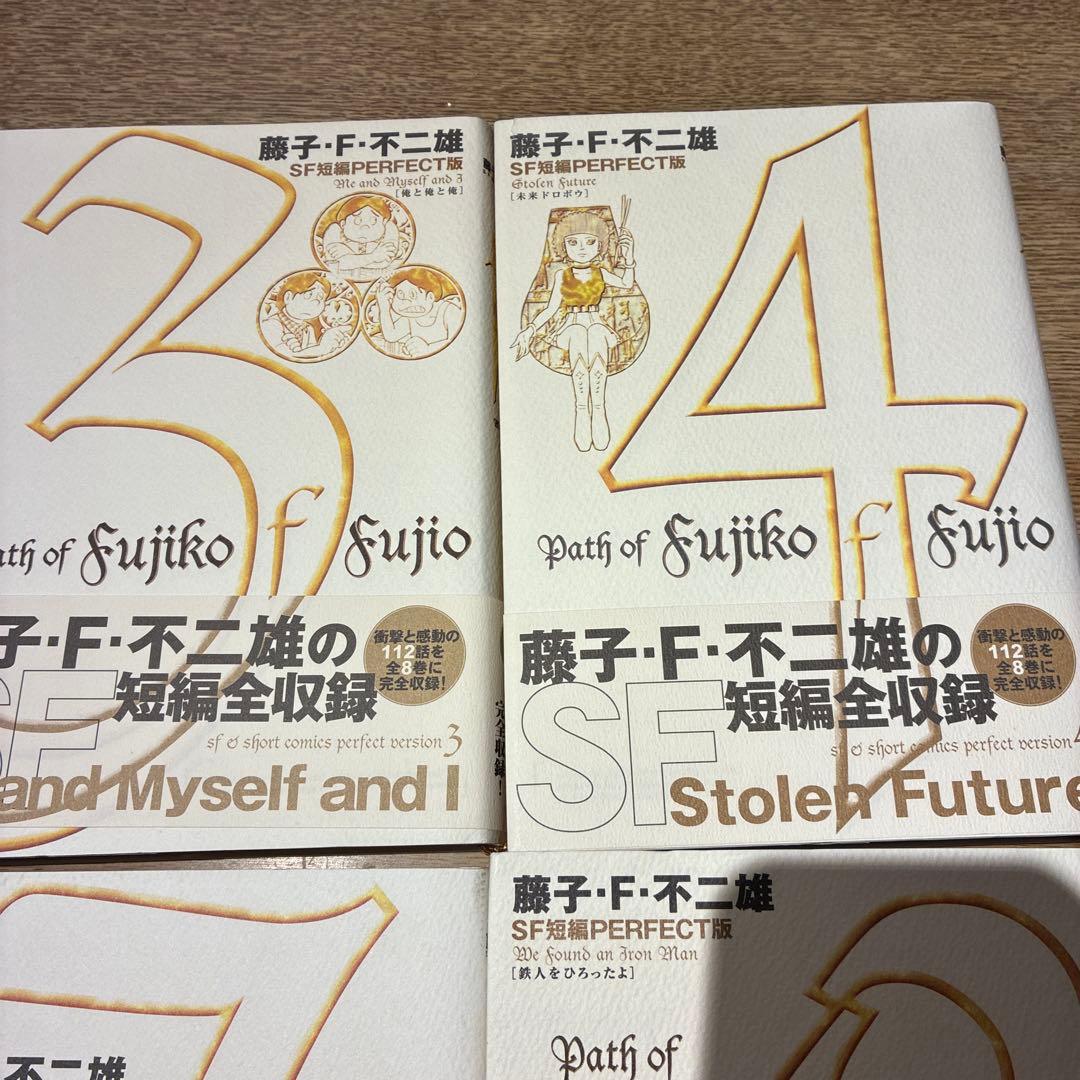 3
藤子・F・不二雄
SF短編PERFECT版
Me and Myself and I
[俺と俺と俺]
ath of Fujiko f Fujio
子・F・不二雄の
SF
短編全収録
衝撃と感動の
112話を
全8巻に
完全収録!
sf & short comics perfect version 3
and Myself and I
完全収録!
4
藤子・F・不二雄
SF短編PERFECT版
Stolen Future
[未来ドロボウ]
Path of Fujiko f Fujio
藤子・F・不二雄の
SF
短編全収録
衝撃と感動の
112話を
全8巻に
完全収録!
sf & short comics perfect version 4
Stolen Future
7
不二雄
藤子・F・不二雄
SF短編PERFECT版
We Found an Iron Man
[鉄人をひろったよ]
Path of